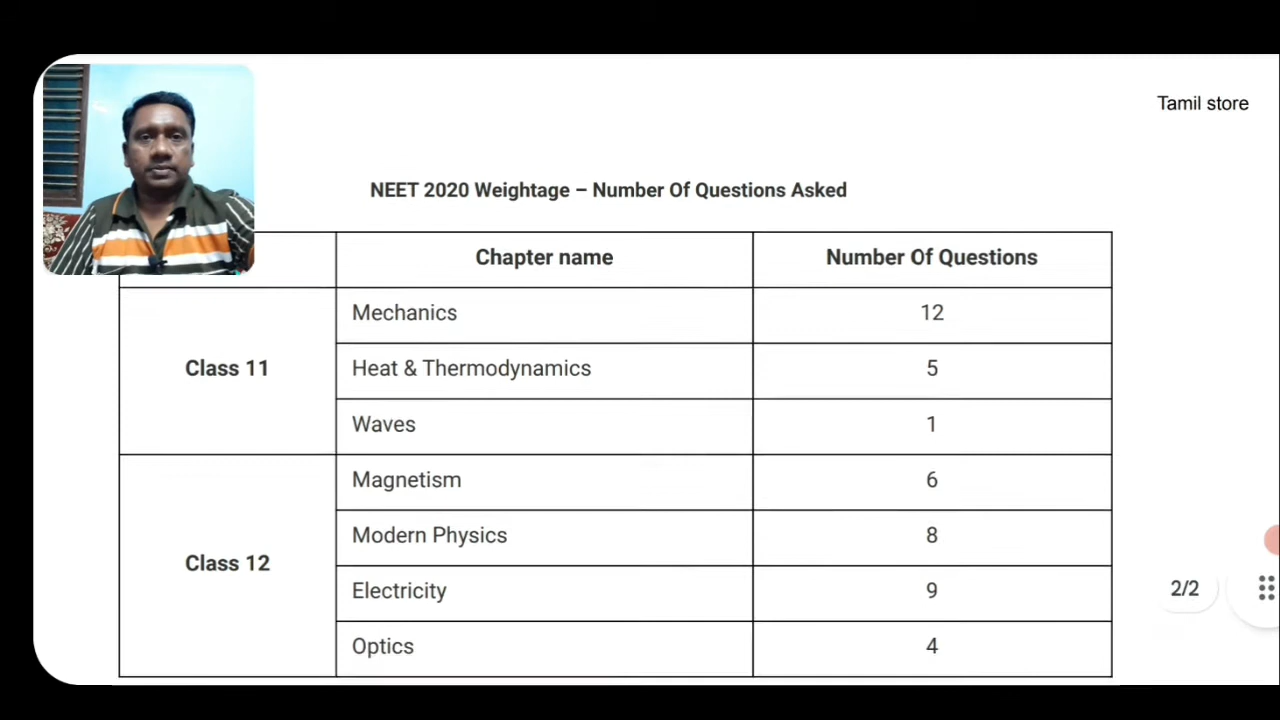 Tamil store
NEET 2020 Weightage – Number Of Questions Asked
Chapter name Number Of Questions
Class 11
Mechanics 12
Heat & Thermodynamics 5
Waves 1
Class 12
Magnetism 6
Modern Physics 8
Electricity 9
Optics 4
2/2